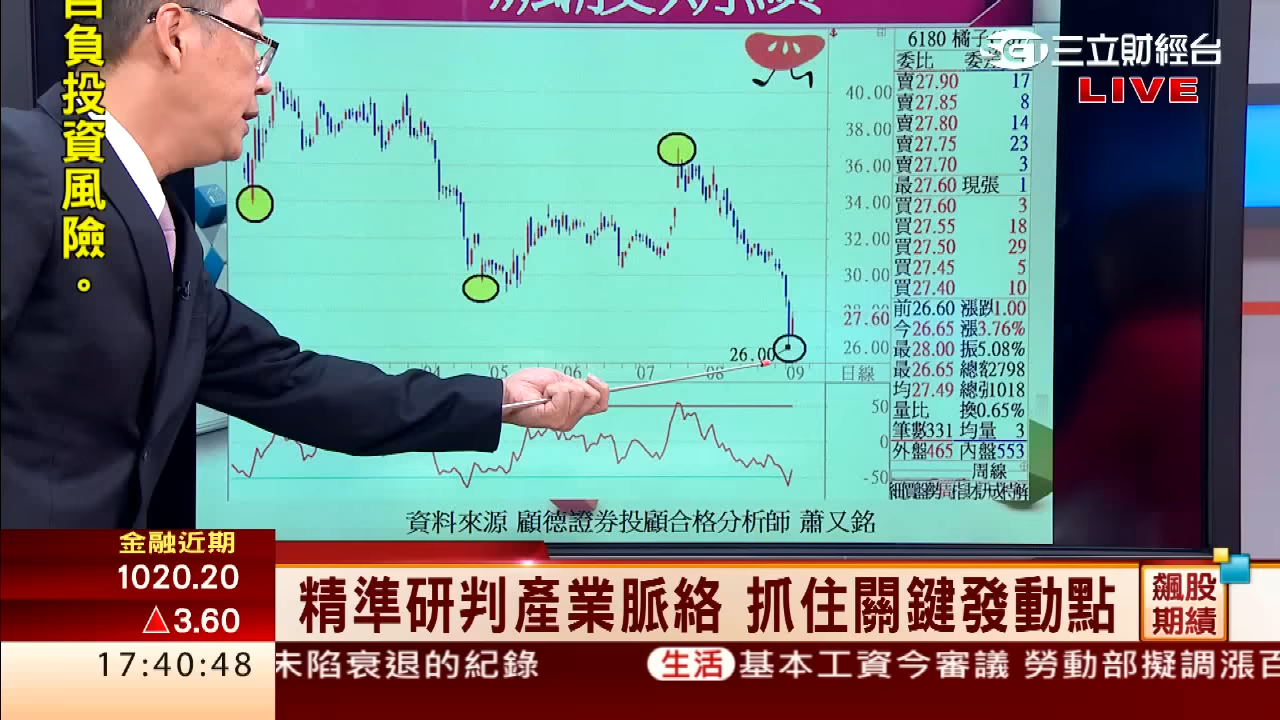 自負投資風險。
三立財經台
LIVE
6180 橘子
委比
賣27.90 17
賣27.85 8
賣27.80 14
賣27.75 23
賣27.70 3
最27.60 現張 1
買27.60 3
買27.55 18
買27.50 29
買27.45 5
買27.40 10
前26.60 漲跌1.00
今26.65 漲3.76%
最28.00 振5.08%
最26.65 總額2798
均27.49 總引1018
量比 換0.65%
筆數331 均量 3
外盤465 內盤553
周線
40.00
38.00
36.00
34.00
32.00
30.00
27.60
26.00
26.00
04 05 06 07 08 09 日線
50
0
-50
資料來源 顧德證券投顧合格分析師 蕭又銘
金融近期
1020.20
△3.60
17:40:48
精準研判產業脈絡 抓住關鍵發動點
飆股
期績
未陷衰退的紀錄 生活 基本工資今審議 勞動部擬調漲百